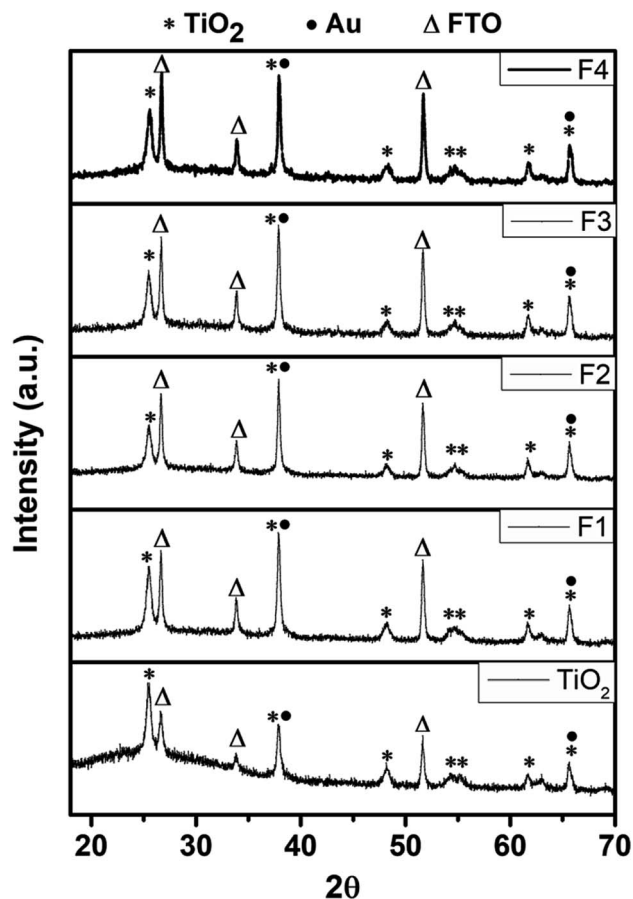 * TiO2 ● Au Δ FTO
F4
* Δ Δ *● Δ * ** * ● *
F3
* Δ Δ *● Δ * ** * ● *
F2
* Δ Δ *● Δ * ** * ● *
F1
* Δ Δ *● Δ * ** * ● *
TiO2
* Δ Δ *● Δ * ** * ● *
Intensity (a.u.)
20 30 40 50 60 70
2θ